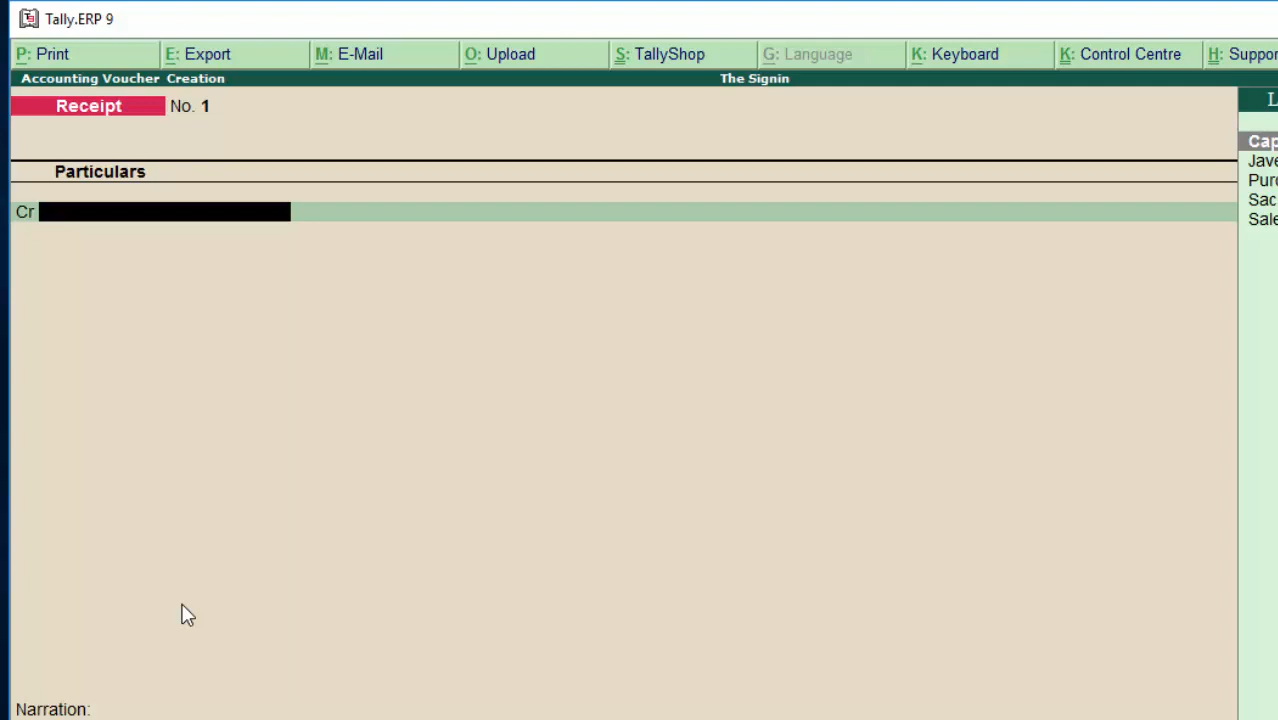 Tally.ERP 9
P: Print E: Export M: E-Mail O: Upload S: TallyShop G: Language K: Keyboard K: Control Centre H:
Accounting Voucher Creation The Signin
Receipt No. 1
Particulars
Cr
Narration: